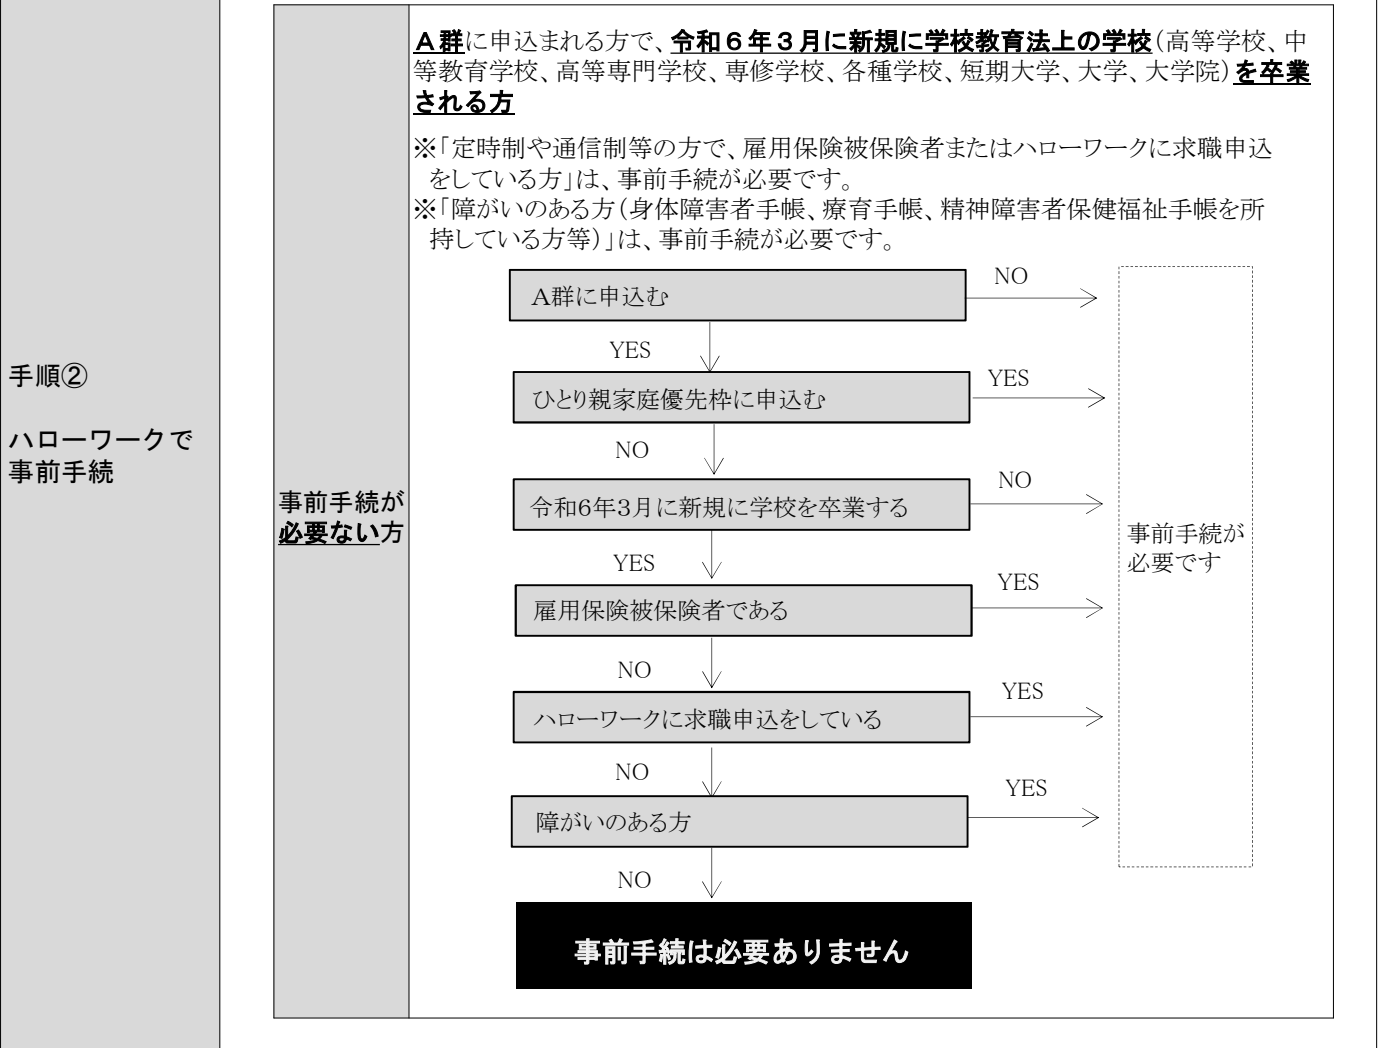 手順②
ハローワークで
事前手続
事前手続が
必要ない方
Ａ群に申込まれる方で、令和６年３月に新規に学校教育法上の学校（高等学校、中
等教育学校、高等専門学校、専修学校、各種学校、短期大学、大学、大学院）を卒業
される方
※「定時制や通信制等の方で、雇用保険被保険者またはハローワークに求職申込
をしている方」は、事前手続が必要です。
※「障がいのある方（身体障害者手帳、療育手帳、精神障害者保健福祉手帳を所
持している方等）」は、事前手続が必要です。
Ａ群に申込む
NO
YES
ひとり親家庭優先枠に申込む
YES
NO
令和6年3月に新規に学校を卒業する
NO
YES
雇用保険被保険者である
YES
NO
ハローワークに求職申込をしている
YES
NO
障がいのある方
YES
NO
事前手続が
必要です
事前手続は必要ありません